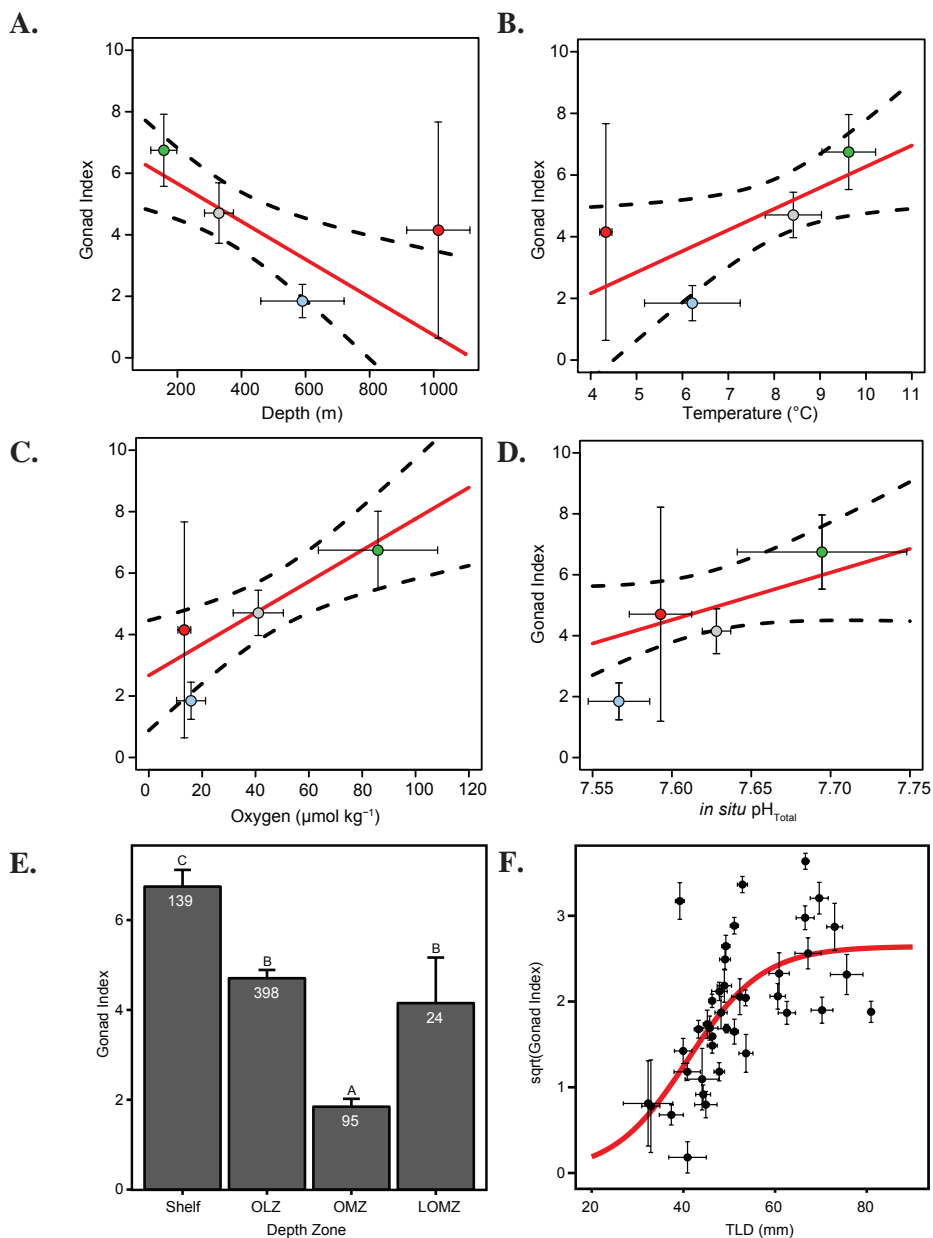 A.
10
8
6
4
2
0
Gonad Index
200 400 600 800 1000
Depth (m)
B.
10
8
6
4
2
0
Gonad Index
4 5 6 7 8 9 10 11
Temperature (°C)
C.
10
8
6
4
2
0
Gonad Index
0 20 40 60 80 100 120
Oxygen (µmol kg⁻¹)
D.
10
8
6
4
2
0
Gonad Index
7.55 7.60 7.65 7.70 7.75
in situ pHTotal
E.
6
4
2
0
Gonad Index
C
139
B
398
A
95
B
24
Shelf OLZ OMZ LOMZ
Depth Zone
F.
3
2
1
0
sqrt(Gonad Index)
20 40 60 80
TLD (mm)